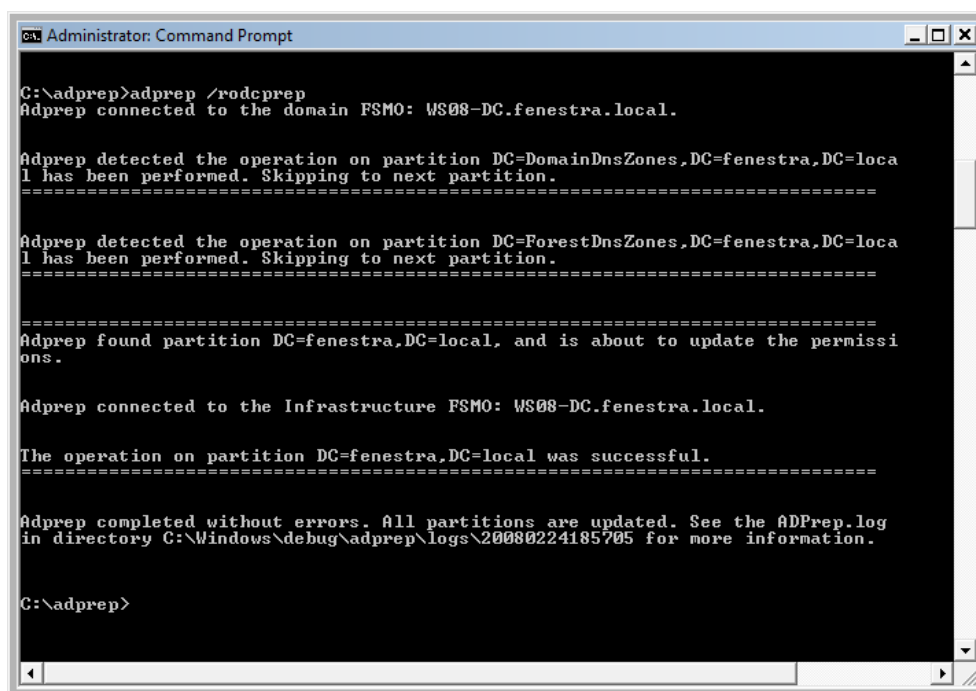 Administrator: Command Prompt
C:\adprep>adprep /rodcprep
Adprep connected to the domain FSMO: WS08-DC.fenestra.local.
Adprep detected the operation on partition DC=DomainDnsZones,DC=fenestra,DC=loca
l has been performed. Skipping to next partition.
==============================================================================
Adprep detected the operation on partition DC=ForestDnsZones,DC=fenestra,DC=loca
l has been performed. Skipping to next partition.
==============================================================================
==============================================================================
Adprep found partition DC=fenestra,DC=local, and is about to update the permissi
ons.
Adprep connected to the Infrastructure FSMO: WS08-DC.fenestra.local.
The operation on partition DC=fenestra,DC=local was successful.
==============================================================================
Adprep completed without errors. All partitions are updated. See the ADPrep.log
in directory C:\Windows\debug\adprep\logs\20080224185705 for more information.
C:\adprep>